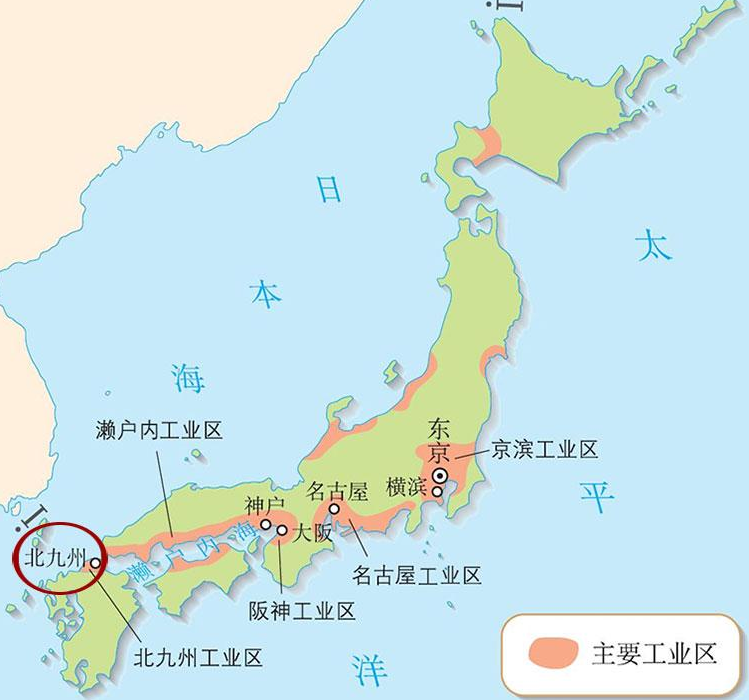 日
本
海
太
平
洋
濑户内工业区
东京
京滨工业区
横滨
神户
名古屋
大阪
濑户内海
名古屋工业区
阪神工业区
北九州
北九州工业区
主要工业区